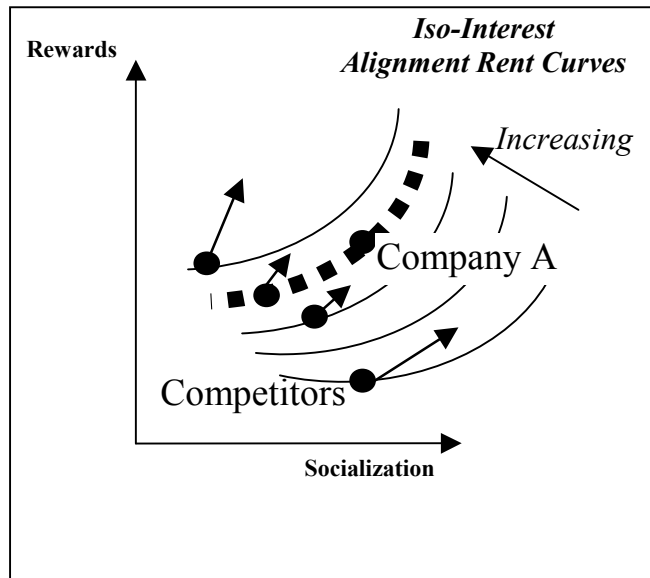 Iso-Interest
Alignment Rent Curves
Rewards
Increasing
Company A
Competitors
Socialization